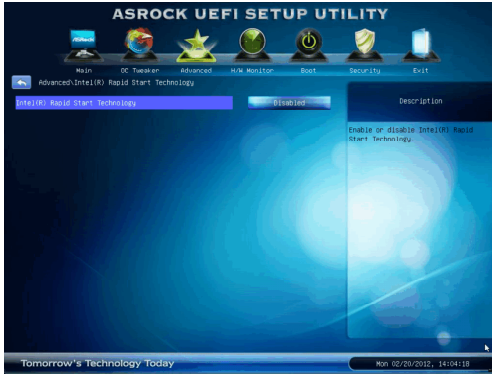 ASROCK UEFI SETUP UTILITY
ASRock
Main
OC Tweaker
Advanced
H/W Monitor
Boot
Security
Exit
Advanced\Intel(R) Rapid Start Technology
Intel(R) Rapid Start Technology
Disabled
Description
Enable or disable Intel(R) Rapid
Start Technology.
Tomorrow's Technology Today
Mon 02/20/2012, 14:04:18